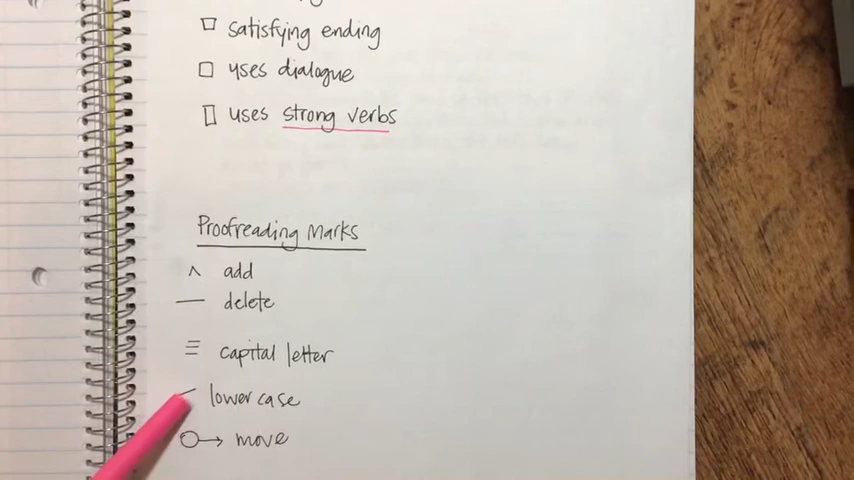 satisfying ending
uses dialogue
uses strong verbs
Proofreading Marks
^ add
— delete
≡ capital letter
lower case
○→ move